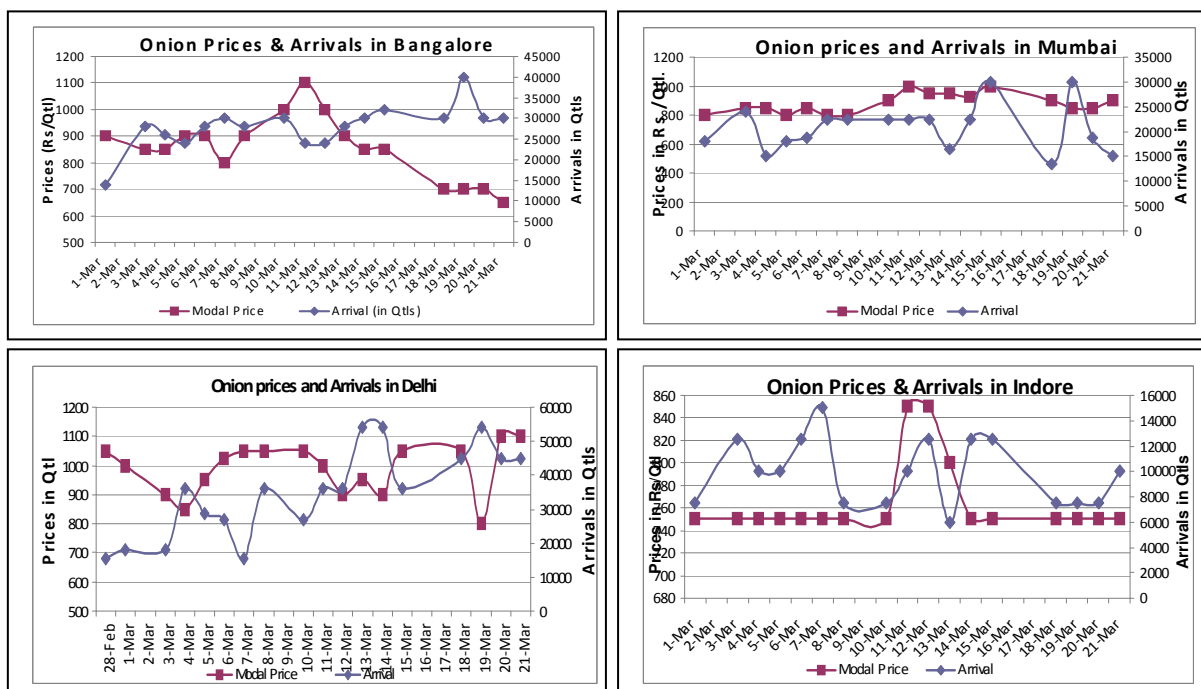 Onion Prices & Arrivals in Bangalore
Prices (Rs/Qtl)
1200
1100
1000
900
800
700
600
500
45000
40000
35000
30000
25000
20000
15000
10000
5000
0
Arrivals in Qtls
1-Mar
2-Mar
3-Mar
4-Mar
5-Mar
6-Mar
7-Mar
8-Mar
9-Mar
10-Mar
11-Mar
12-Mar
13-Mar
14-Mar
15-Mar
16-Mar
17-Mar
18-Mar
19-Mar
20-Mar
21-Mar
Modal Price
Arrival (in Qtls)
Onion prices and Arrivals in Mumbai
Prices in Rs./Qtl.
1200
1000
800
600
400
200
0
35000
30000
25000
20000
15000
10000
5000
0
Arrivals in Qtls
1-Mar
2-Mar
3-Mar
4-Mar
5-Mar
6-Mar
7-Mar
8-Mar
9-Mar
10-Mar
11-Mar
12-Mar
13-Mar
14-Mar
15-Mar
16-Mar
17-Mar
18-Mar
19-Mar
20-Mar
21-Mar
Modal Price
Arrival
Onion prices and Arrivals in Delhi
Prices in Qtl
1200
1100
1000
900
800
700
600
500
60000
50000
40000
30000
20000
10000
0
Arrivals in Qtls
28-Feb
1-Mar
2-Mar
3-Mar
4-Mar
5-Mar
6-Mar
7-Mar
8-Mar
9-Mar
10-Mar
11-Mar
12-Mar
13-Mar
14-Mar
15-Mar
16-Mar
17-Mar
18-Mar
19-Mar
20-Mar
21-Mar
Modal Price
Arrival
Onion Prices & Arrivals in Indore
Prices in Rs/Qtl
860
840
820
800
780
760
740
720
700
680
16000
14000
12000
10000
8000
6000
4000
2000
0
Arrivals in Qtls
1-Mar
2-Mar
3-Mar
4-Mar
5-Mar
6-Mar
7-Mar
8-Mar
9-Mar
10-Mar
11-Mar
12-Mar
13-Mar
14-Mar
15-Mar
16-Mar
17-Mar
18-Mar
19-Mar
20-Mar
21-Mar
Modal Price
Arrival